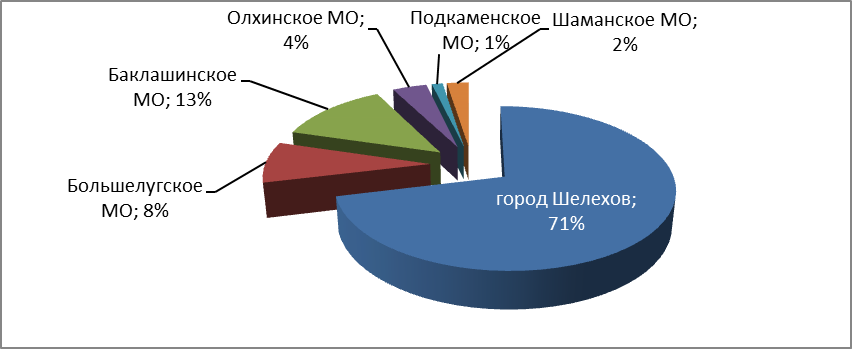 Олхинское МО;
4%
Подкаменское
МО; 1%
Шаманское МО;
2%
Баклашинское
МО; 13%
Большелугское
МО; 8%
город Шелехов;
71%